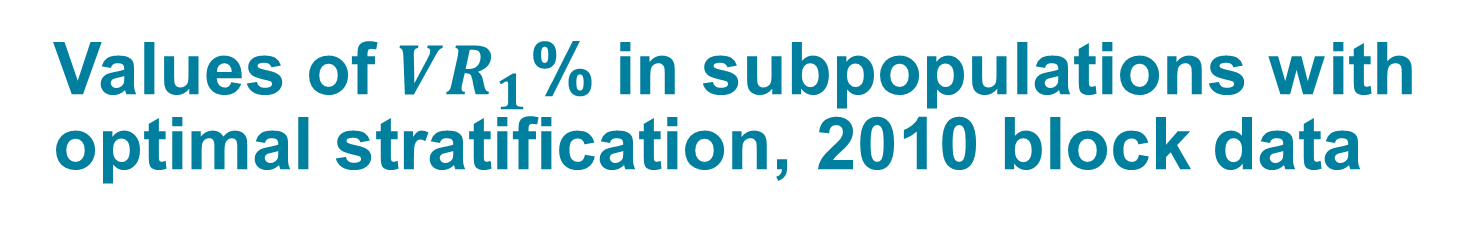 Values of 𝑽𝑹₁% in subpopulations with
optimal stratification, 2010 block data